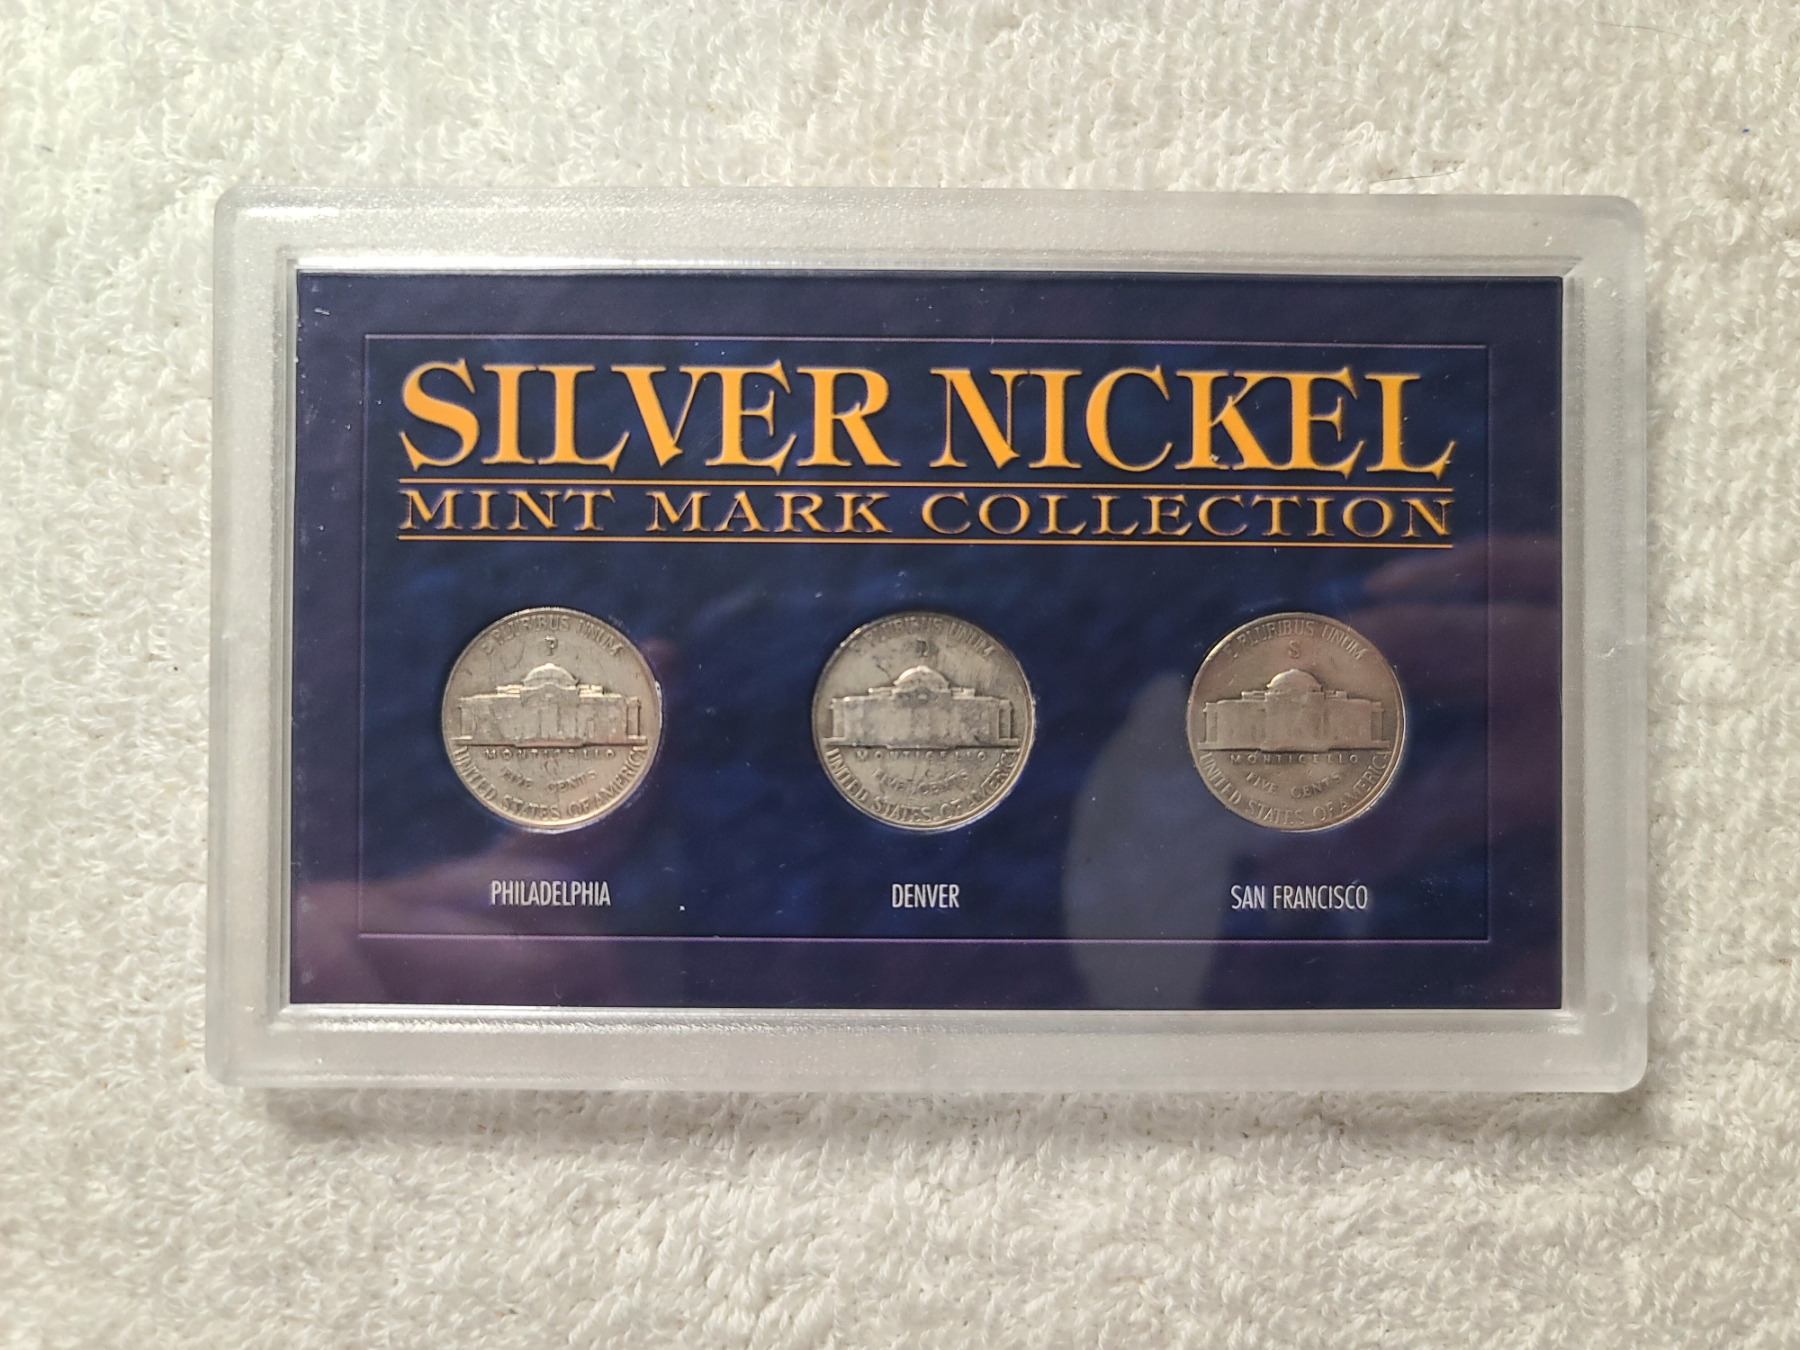 SILVER NICKEL
MINT MARK COLLECTION
E PLURIBUS UNUM
P
MONTICELLO
FIVE CENTS
UNITED STATES OF AMERICA
E PLURIBUS UNUM
D
MONTICELLO
FIVE CENTS
UNITED STATES OF AMERICA
E PLURIBUS UNUM
S
MONTICELLO
FIVE CENTS
UNITED STATES OF AMERICA
PHILADELPHIA
DENVER
SAN FRANCISCO